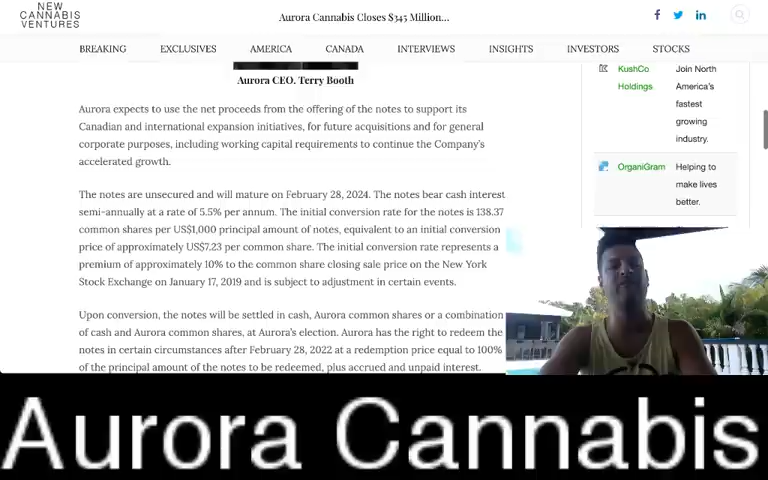 NEW
CANNABIS
VENTURES
Aurora Cannabis Closes $345 Million...
BREAKING EXCLUSIVES AMERICA CANADA INTERVIEWS INSIGHTS INVESTORS STOCKS
Aurora CEO, Terry Booth
Aurora expects to use the net proceeds from the offering of the notes to support its
Canadian and international expansion initiatives, for future acquisitions and for general
corporate purposes, including working capital requirements to continue the Company's
accelerated growth.
The notes are unsecured and will mature on February 28, 2024. The notes bear cash interest
semi-annually at a rate of 5.5% per annum. The initial conversion rate for the notes is 138.37
common shares per US$1,000 principal amount of notes, equivalent to an initial conversion
price of approximately US$7.23 per common share. The initial conversion rate represents a
premium of approximately 10% to the common share closing sale price on the New York
Stock Exchange on January 17, 2019 and is subject to adjustment in certain events.
Upon conversion, the notes will be settled in cash, Aurora common shares or a combination
of cash and Aurora common shares, at Aurora's election. Aurora has the right to redeem the
notes in certain circumstances after February 28, 2022 at a redemption price equal to 100%
of the principal amount of the notes to be redeemed, plus accrued and unpaid interest.
KushCo
Holdings
Join North
America's
fastest
growing
industry.
OrganiGram
Helping to
make lives
better.
Aurora Cannabis